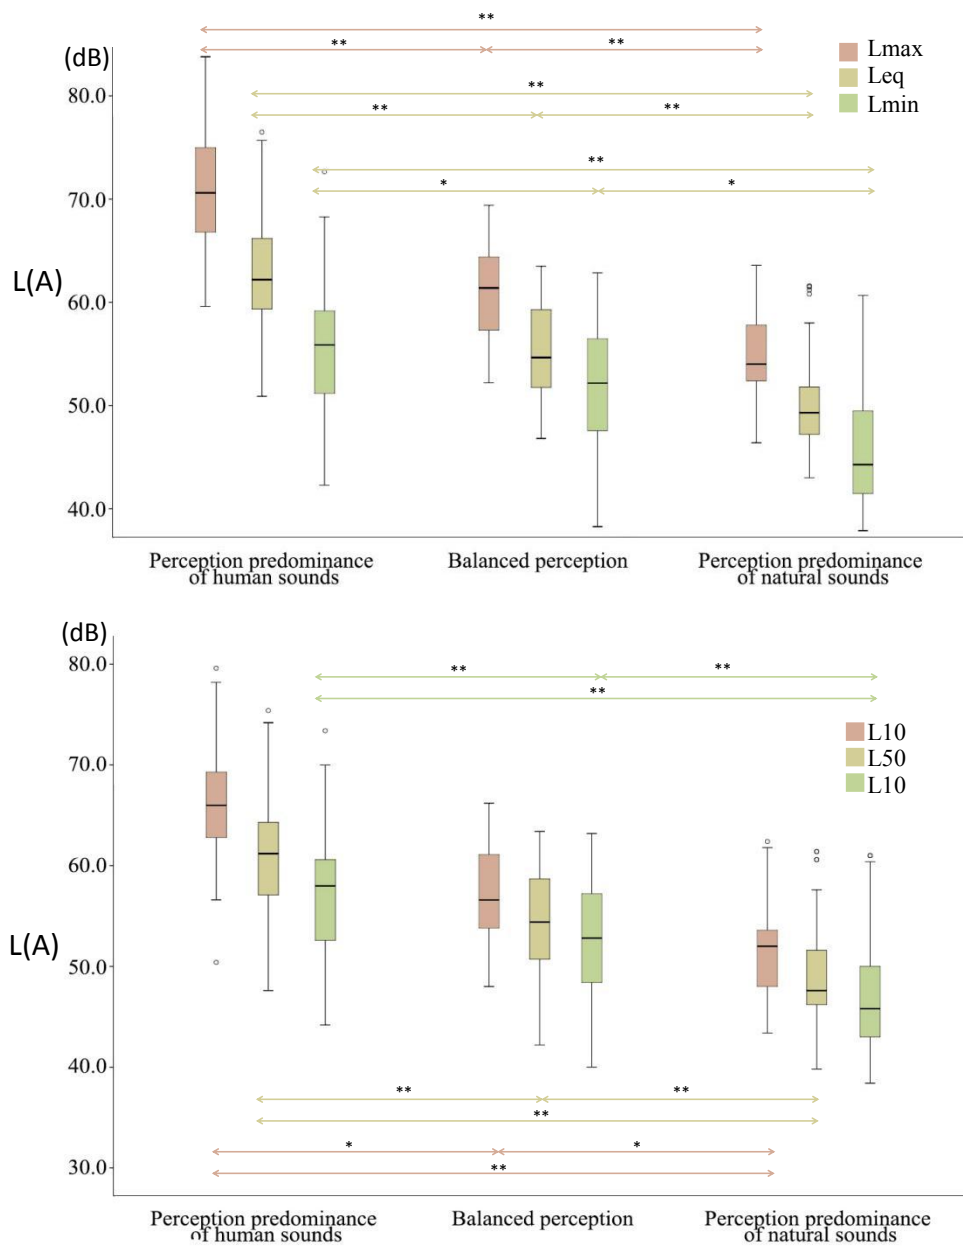 **
** **
(dB)
Lmax
Leq
Lmin
80.0
**
** **
**
* *
70.0
L(A)
60.0
50.0
40.0
Perception predominance
of human sounds
Balanced perception
Perception predominance
of natural sounds
(dB)
80.0
** **
**
L10
L50
L10
70.0
60.0
L(A)
50.0
40.0
** **
**
* *
**
30.0
Perception predominance
of human sounds
Balanced perception
Perception predominance
of natural sounds